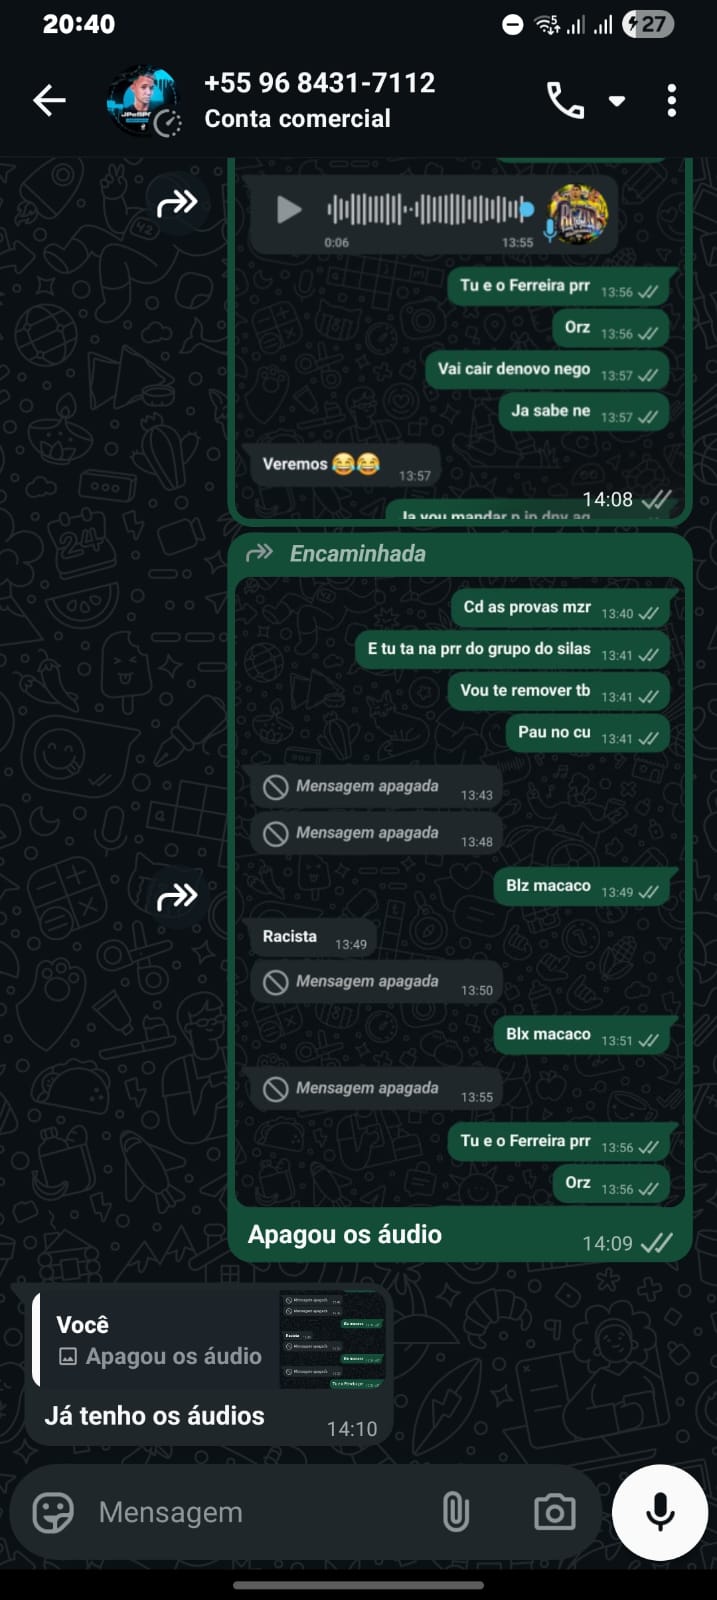 20:40
27
+55 96 8431-7112
Conta comercial
0:06
13:55
Tu e o Ferreira prr 13:56
Orz 13:56
Vai cair denovo nego 13:57
Ja sabe ne 13:57
Veremos 😂😂 13:57
14:08
Encaminhada
Cd as provas mzr 13:40
E tu ta na prr do grupo do silas 13:41
Vou te remover tb 13:41
Pau no cu 13:41
Mensagem apagada 13:43
Mensagem apagada 13:48
Blz macaco 13:49
Racista 13:49
Mensagem apagada 13:50
Blx macaco 13:51
Mensagem apagada 13:55
Tu e o Ferreira prr 13:56
Orz 13:56
Apagou os áudio 14:09
Você
Apagou os áudio
Já tenho os áudios 14:10
Mensagem